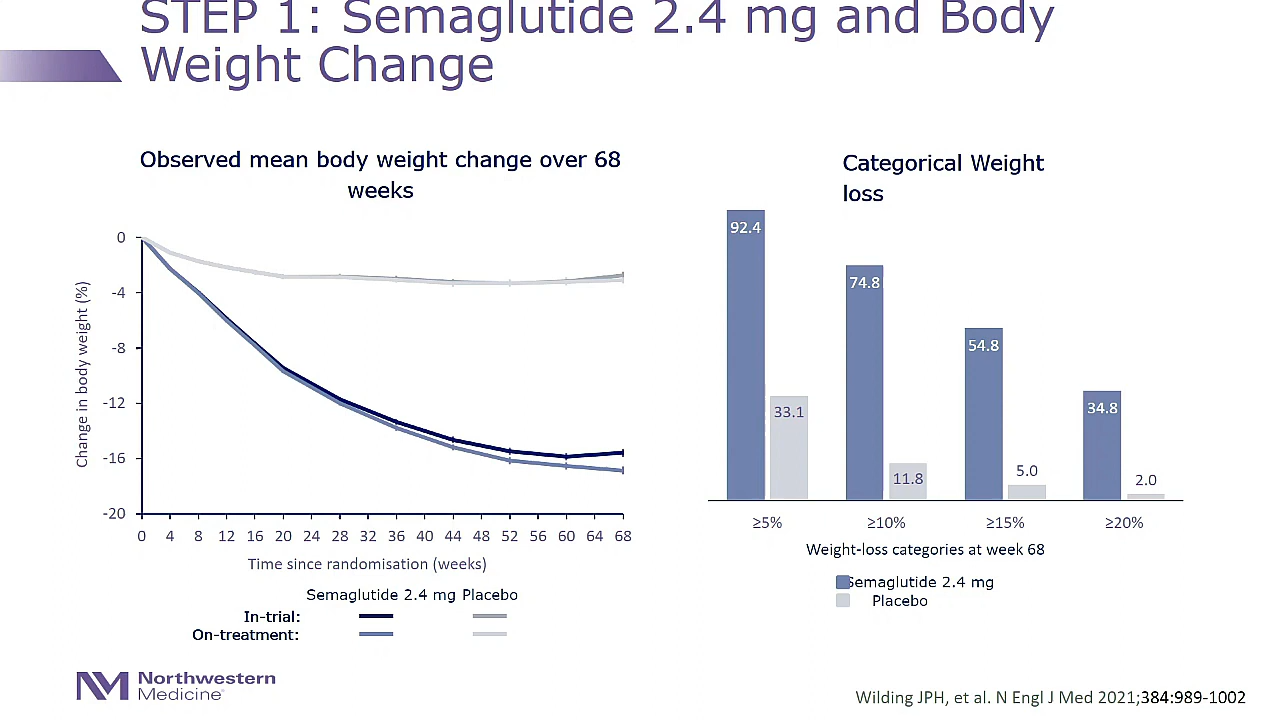 STEP 1: Semaglutide 2.4 mg and Body
Weight Change
Observed mean body weight change over 68
weeks
Change in body weight (%)
0
-4
-8
-12
-16
-20
0 4 8 12 16 20 24 28 32 36 40 44 48 52 56 60 64 68
Time since randomisation (weeks)
Semaglutide 2.4 mg Placebo
In-trial:
On-treatment:
Categorical Weight
loss
92.4
33.1
74.8
11.8
54.8
5.0
34.8
2.0
≥5% ≥10% ≥15% ≥20%
Weight-loss categories at week 68
Semaglutide 2.4 mg
Placebo
Northwestern
Medicine®
Wilding JPH, et al. N Engl J Med 2021;384:989-1002